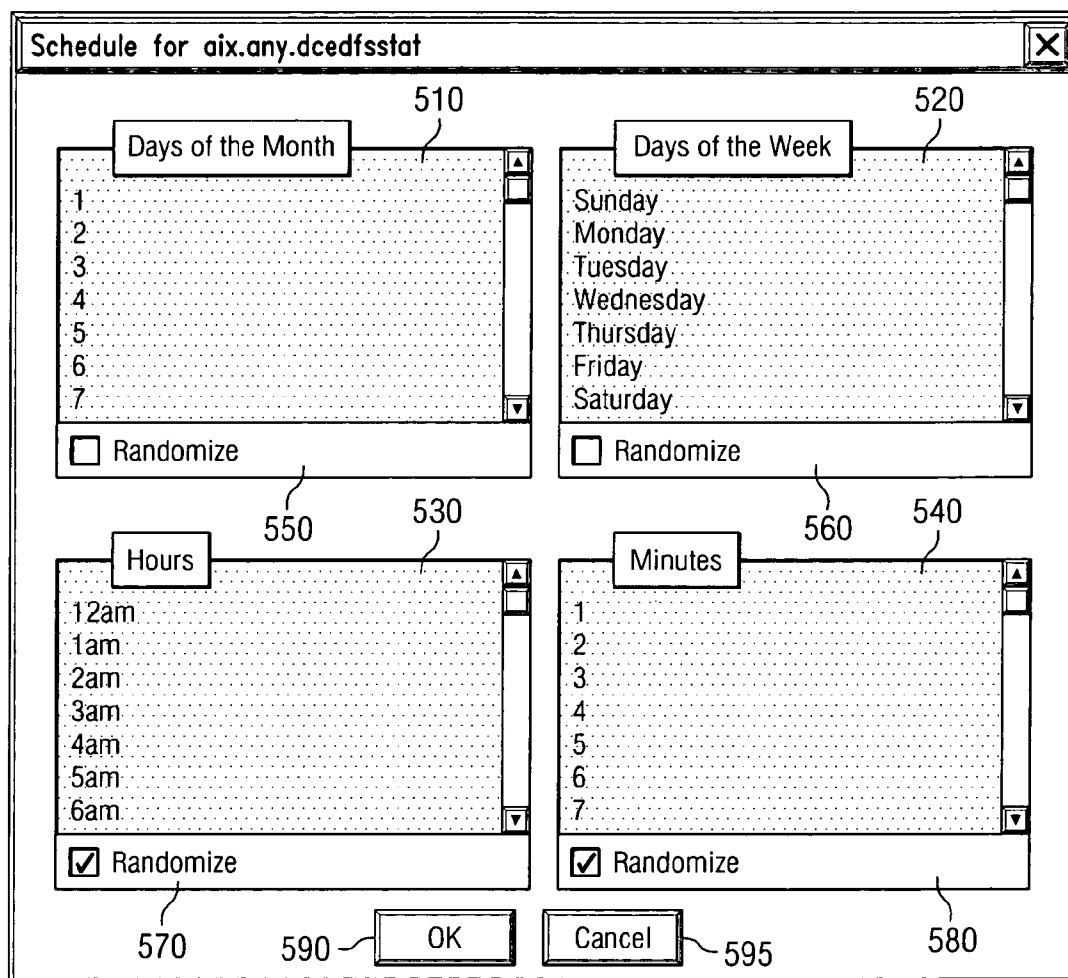 Schedule for aix.any.dcedfsstat
510
520
Days of the Month
Days of the Week
1
2
3
4
5
6
7
Sunday
Monday
Tuesday
Wednesday
Thursday
Friday
Saturday
Randomize
Randomize
550
530
560
540
Hours
Minutes
12am
1am
2am
3am
4am
5am
6am
1
2
3
4
5
6
7
Randomize
Randomize
570
590
OK
Cancel
595
580